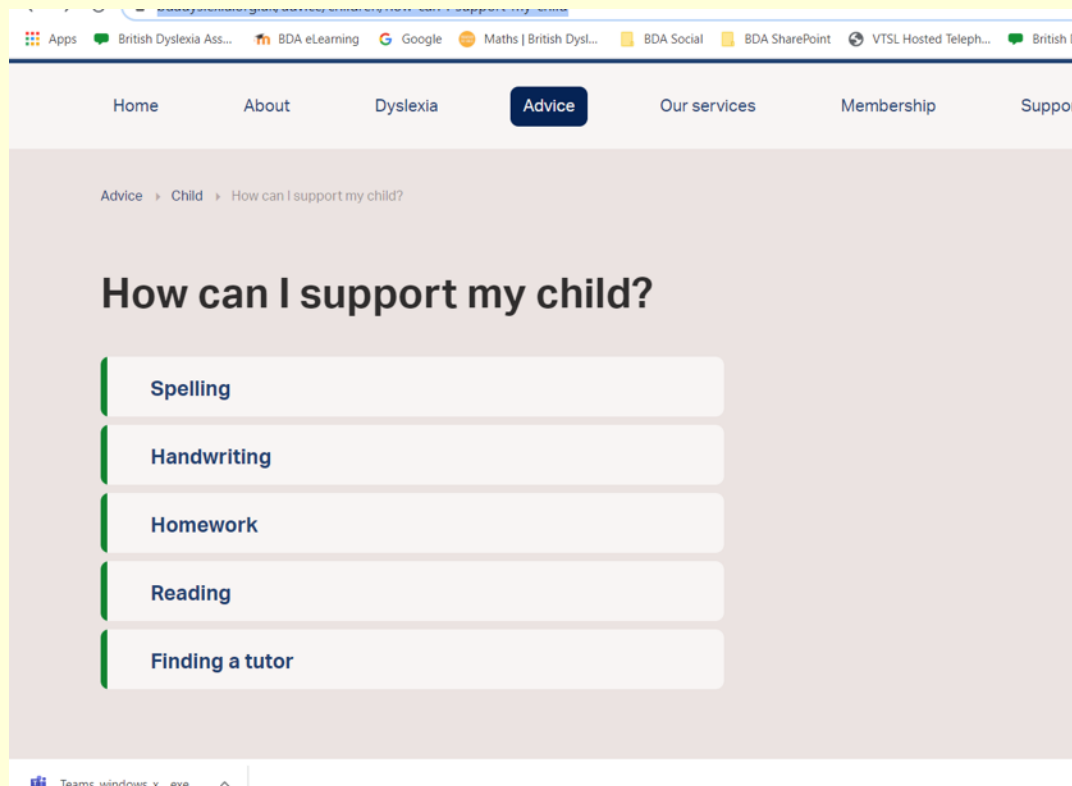 Apps British Dyslexia Ass... BDA eLearning Google Maths | British Dysl... BDA Social BDA SharePoint VTSL Hosted Teleph... British
Home About Dyslexia Advice Our services Membership Suppor
Advice Child How can I support my child?
How can I support my child?
Spelling
Handwriting
Homework
Reading
Finding a tutor